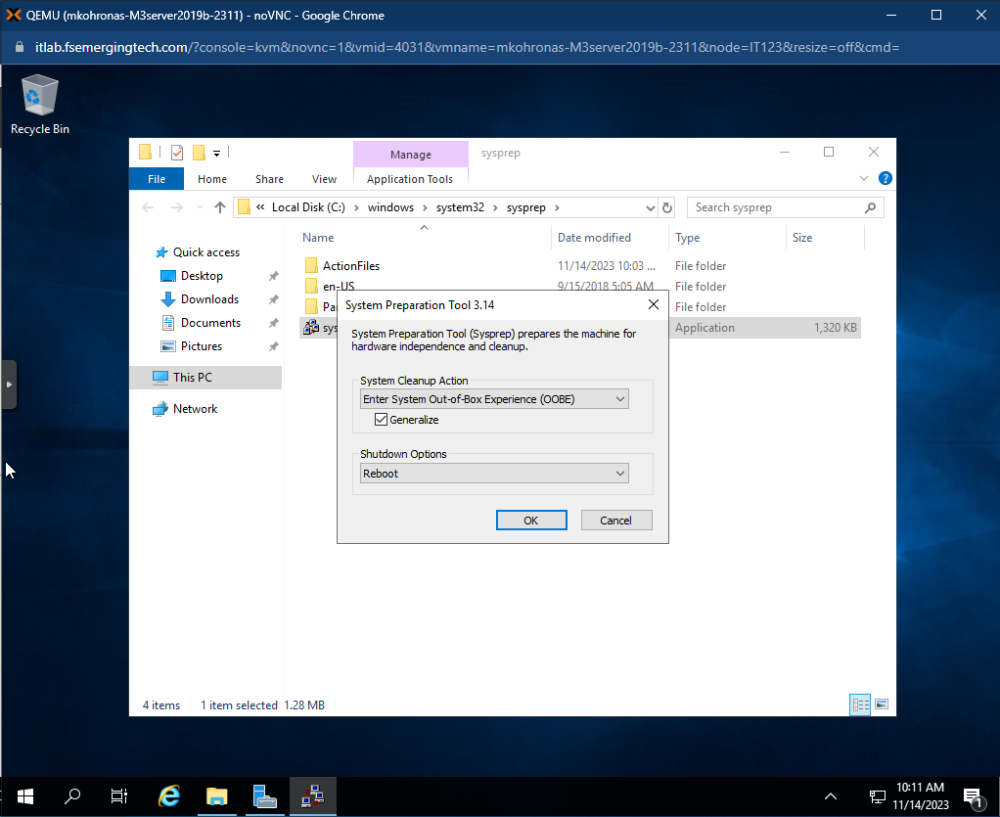 QEMU (mkohronas-M3server2019b-2311) - noVNC - Google Chrome
itlab.fsemergingtech.com/?console=kvm&novnc=1&vmid=4031&vmname=mkohronas-M3server2019b-2311&node=IT123&resize=off&cmd=
Recycle Bin
Manage
sysprep
File
Home
Share
View
Application Tools
« Local Disk (C:) › windows › system32 › sysprep ›
Search sysprep
Name
Date modified
Type
Size
Quick access
Desktop
Downloads
Documents
Pictures
This PC
Network
ActionFiles 11/14/2023 10:03 ... File folder
en-US 9/15/2018 5:05 AM File folder
Pa File folder
sys Application 1,320 KB
System Preparation Tool 3.14
System Preparation Tool (Sysprep) prepares the machine for
hardware independence and cleanup.
System Cleanup Action
Enter System Out-of-Box Experience (OOBE)
Generalize
Shutdown Options
Reboot
OK
Cancel
4 items
1 item selected 1.28 MB
10:11 AM
11/14/2023
1